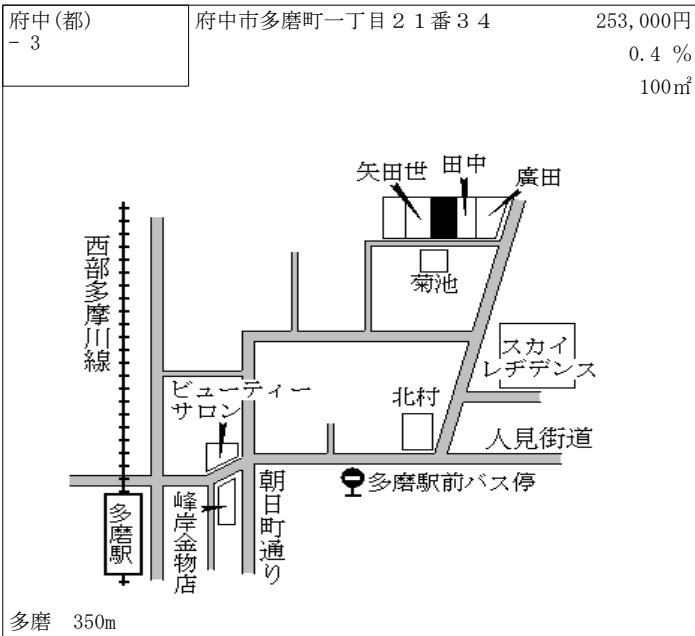 府中(都)
- 3
府中市多磨町一丁目２１番３４
253,000円
0.4 %
100㎡
矢田世
田中
廣田
西部多摩川線
菊池
スカイ
レヂデンス
ビューティー
サロン
北村
人見街道
多磨駅前バス停
朝日町通り
峰岸金物店
多磨駅
多磨 350m